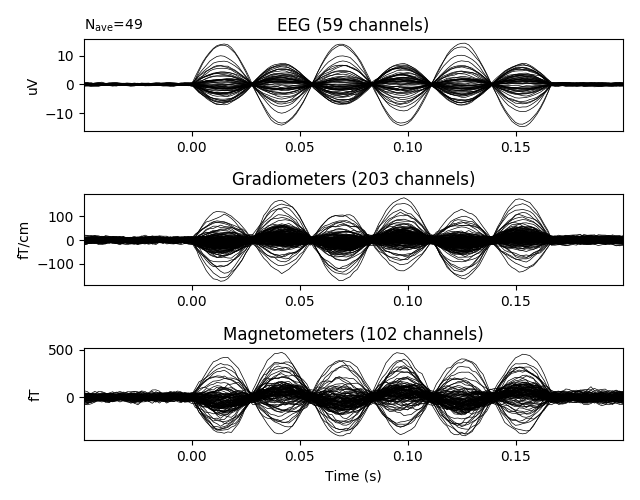 N_ave=49
EEG (59 channels)
10
0
−10
uV
0.00 0.05 0.10 0.15
Gradiometers (203 channels)
100
0
−100
fT/cm
0.00 0.05 0.10 0.15
Magnetometers (102 channels)
500
0
fT
0.00 0.05 0.10 0.15
Time (s)